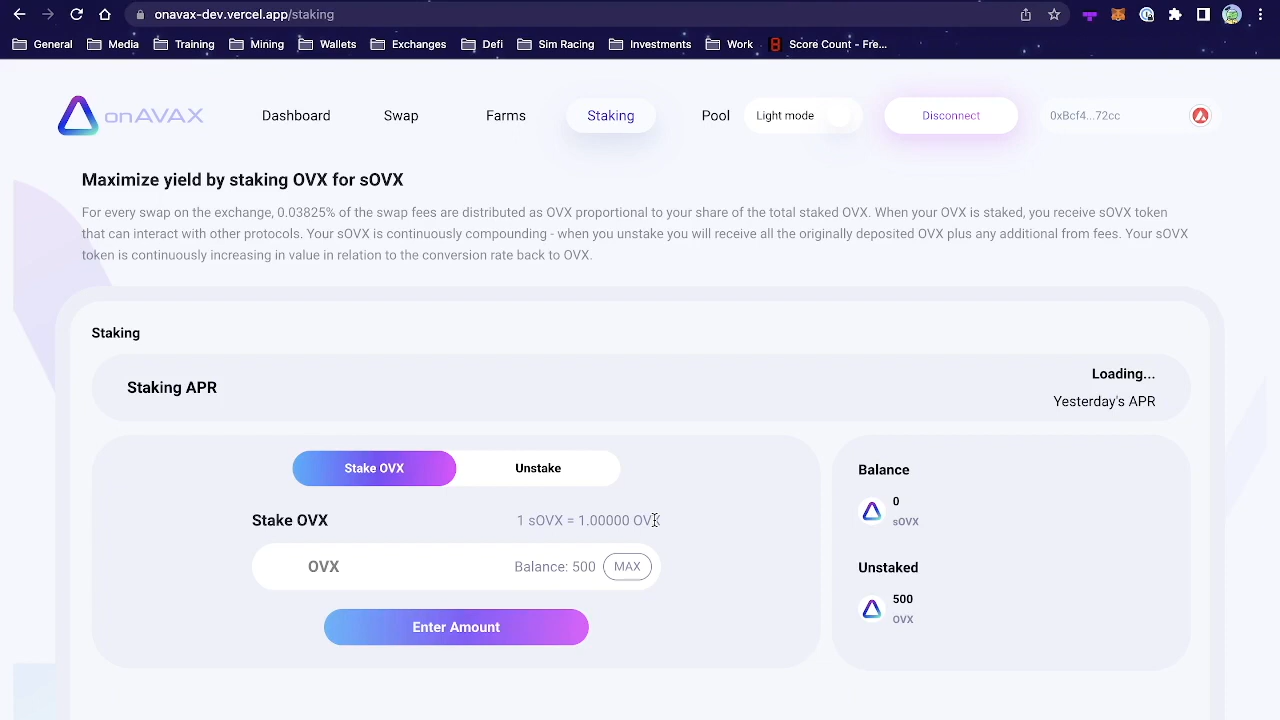 onavax-dev.vercel.app/staking
General Media Training Mining Wallets Exchanges Defi Sim Racing Investments Work 8 Score Count - Fre...
onAVAX Dashboard Swap Farms Staking Pool Light mode Disconnect 0xBcf4...72cc
Maximize yield by staking OVX for sOVX
For every swap on the exchange, 0.03825% of the swap fees are distributed as OVX proportional to your share of the total staked OVX. When your OVX is staked, you receive sOVX token
that can interact with other protocols. Your sOVX is continuously compounding - when you unstake you will receive all the originally deposited OVX plus any additional from fees. Your sOVX
token is continuously increasing in value in relation to the conversion rate back to OVX.
Staking
Staking APR
Loading...
Yesterday's APR
Stake OVX Unstake
Stake OVX 1 sOVX = 1.00000 OVX
OVX Balance: 500 MAX
Enter Amount
Balance
0
sOVX
Unstaked
500
OVX